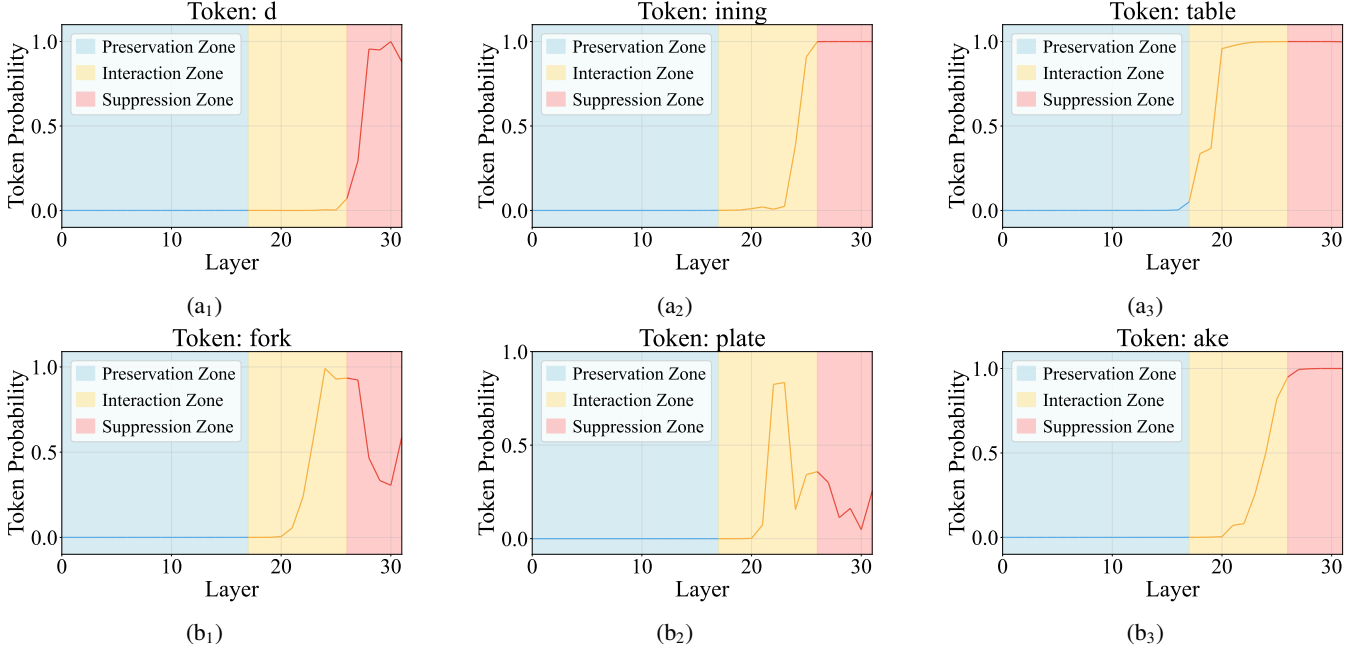 Token: d
Token Probability
1.0
0.5
0.0
Preservation Zone
Interaction Zone
Suppression Zone
0 10 20 30
Layer
(a1)
Token: ining
Token Probability
1.0
0.5
0.0
Preservation Zone
Interaction Zone
Suppression Zone
0 10 20 30
Layer
(a2)
Token: table
Token Probability
1.0
0.5
0.0
Preservation Zone
Interaction Zone
Suppression Zone
0 10 20 30
Layer
(a3)
Token: fork
Token Probability
1.0
0.5
0.0
Preservation Zone
Interaction Zone
Suppression Zone
0 10 20 30
Layer
(b1)
Token: plate
Token Probability
1.0
0.5
0.0
Preservation Zone
Interaction Zone
Suppression Zone
0 10 20 30
Layer
(b2)
Token: ake
Token Probability
1.0
0.5
0.0
Preservation Zone
Interaction Zone
Suppression Zone
0 10 20 30
Layer
(b3)